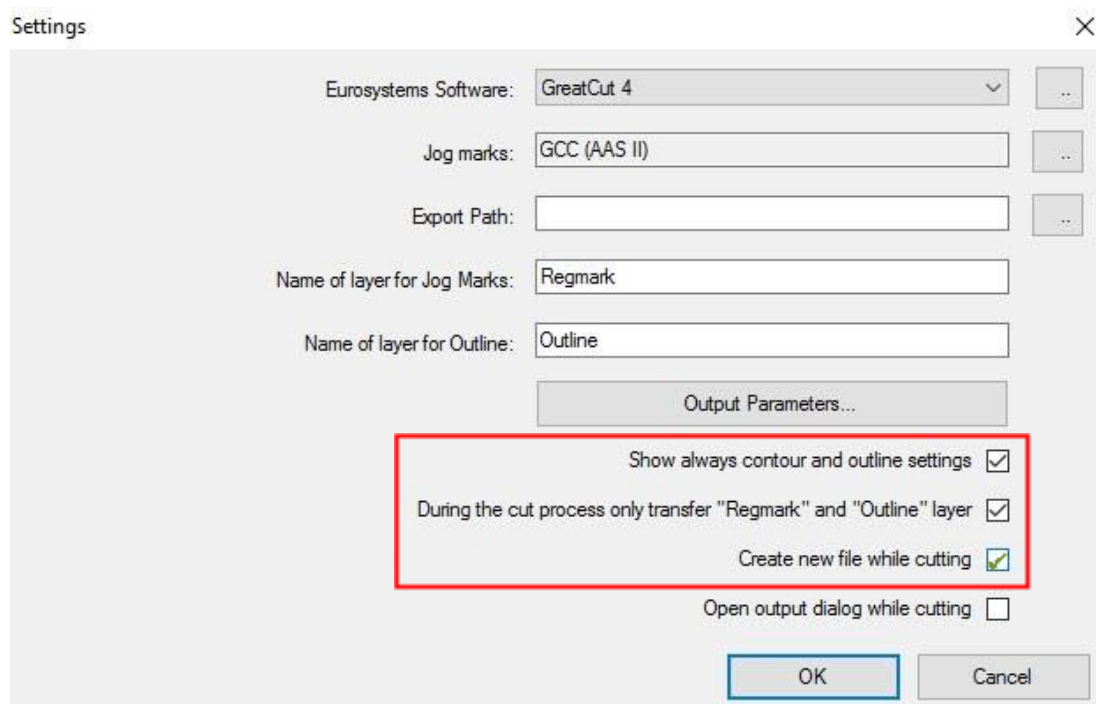 Settings
Eurosystems Software: GreatCut 4 ..
Jog marks: GCC (AAS II) ..
Export Path: ..
Name of layer for Jog Marks: Regmark
Name of layer for Outline: Outline
Output Parameters...
Show always contour and outline settings
During the cut process only transfer "Regmark" and "Outline" layer
Create new file while cutting
Open output dialog while cutting
OK Cancel